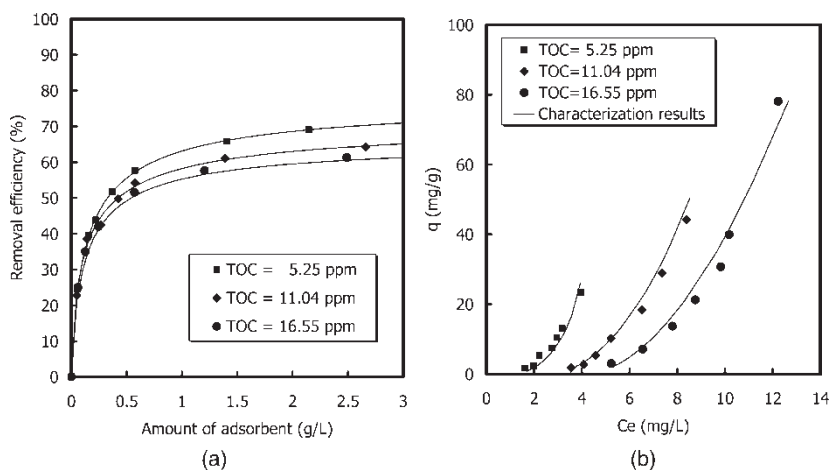 100
90
80
70
60
50
40
30
20
10
0
Removal efficiency (%)
TOC = 5.25 ppm
TOC = 11.04 ppm
TOC = 16.55 ppm
0 0.5 1 1.5 2 2.5 3
Amount of adsorbent (g/L)
(a)
100
80
60
40
20
0
q (mg/g)
TOC= 5.25 ppm
TOC=11.04 ppm
TOC=16.55 ppm
Characterization results
0 2 4 6 8 10 12 14
Ce (mg/L)
(b)